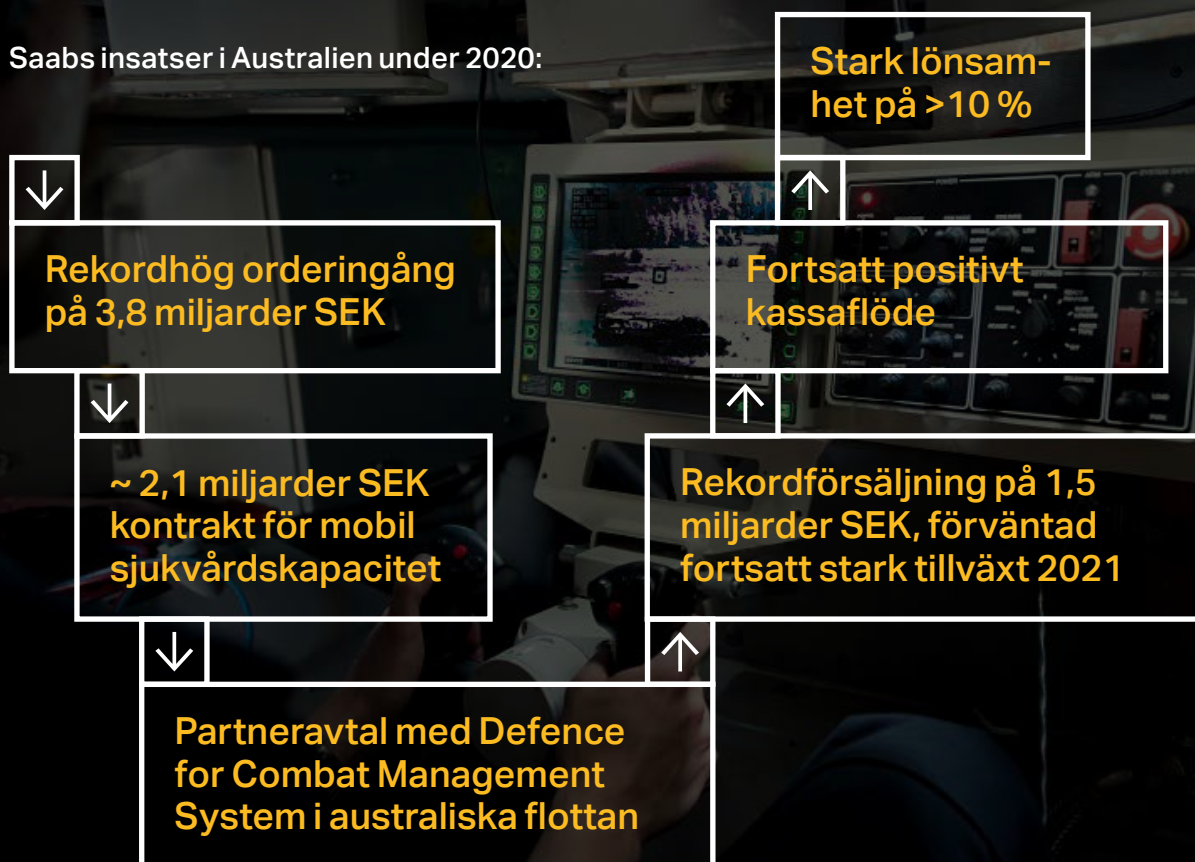 Saabs insatser i Australien under 2020:
Rekordhög orderingång
på 3,8 miljarder SEK
~ 2,1 miljarder SEK
kontrakt för mobil
sjukvårdskapacitet
Partneravtal med Defence
for Combat Management
System i australiska flottan
Rekordförsäljning på 1,5
miljarder SEK, förväntad
fortsatt stark tillväxt 2021
Fortsatt positivt
kassaflöde
Stark lönsam-
het på >10 %